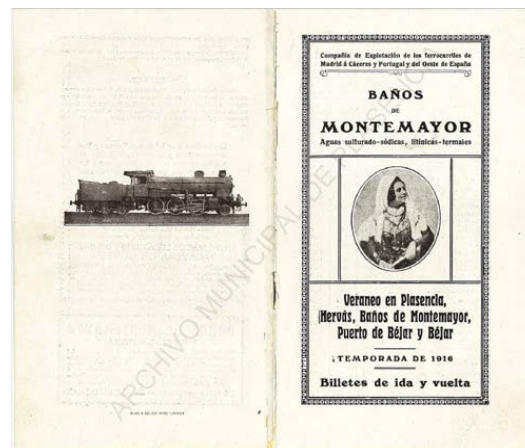 Compañía de Explotación de los ferrocarriles de
Madrid á Cáceres y Portugal y del Oeste de España
BAÑOS
DE
MONTEMAYOR
Aguas sulfurado-sódicas, litínicas-termales
Veraneo en Plasencia,
Hervás, Baños de Montemayor,
Puerto de Béjar y Béjar
TEMPORADA DE 1916
Billetes de ida y vuelta
ARCHIVO MUNICIPAL DE PLASENCIA